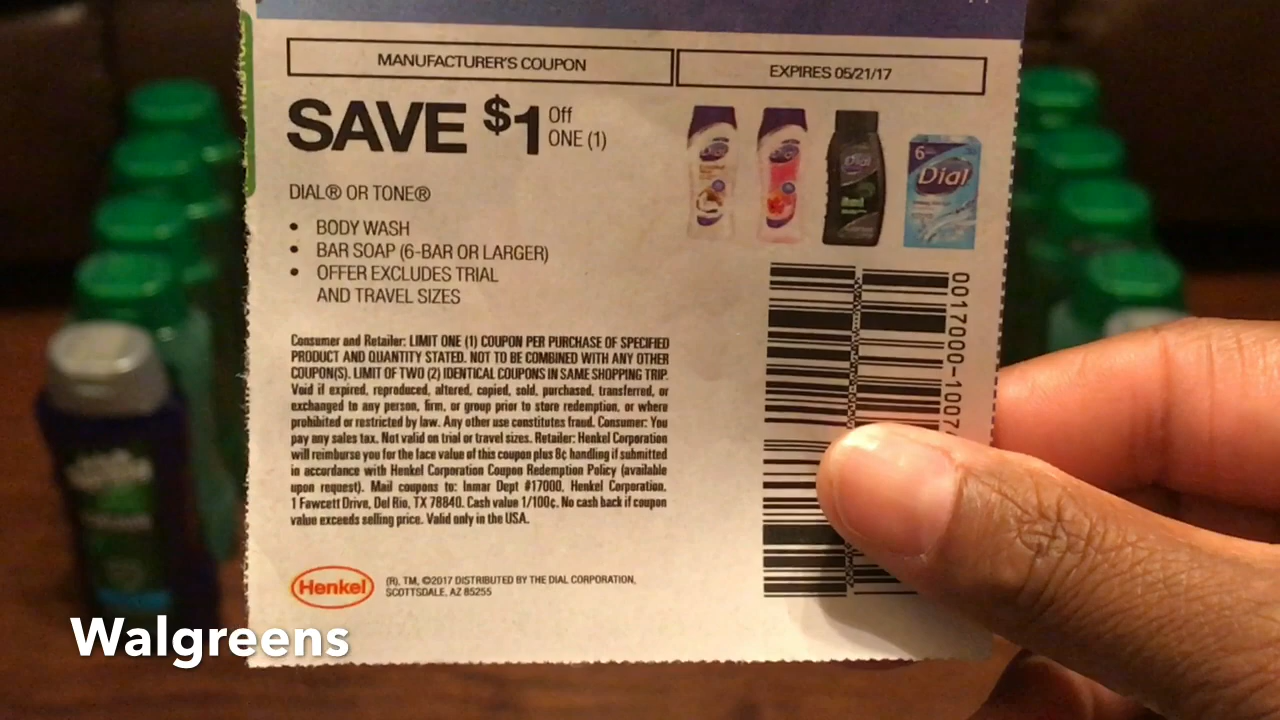 MANUFACTURER'S COUPON
EXPIRES 05/21/17
SAVE $1 Off
ONE (1)
DIAL® OR TONE®
• BODY WASH
• BAR SOAP (6-BAR OR LARGER)
• OFFER EXCLUDES TRIAL
AND TRAVEL SIZES
Dial
Dial
Dial
6
Dial
0017000-1007
Consumer and Retailer: LIMIT ONE (1) COUPON PER PURCHASE OF SPECIFIED
PRODUCT AND QUANTITY STATED. NOT TO BE COMBINED WITH ANY OTHER
COUPON(S). LIMIT OF TWO (2) IDENTICAL COUPONS IN SAME SHOPPING TRIP.
Void if expired, reproduced, altered, copied, sold, purchased, transferred, or
exchanged to any person, firm, or group prior to store redemption, or where
prohibited or restricted by law. Any other use constitutes fraud. Consumer: You
pay any sales tax. Not valid on trial or travel sizes. Retailer: Henkel Corporation
will reimburse you for the face value of this coupon plus 8¢ handling if submitted
in accordance with Henkel Corporation Coupon Redemption Policy (available
upon request). Mail coupons to: Inmar Dept #17000, Henkel Corporation,
1 Fawcett Drive, Del Rio, TX 78840. Cash value 1/100¢. No cash back if coupon
value exceeds selling price. Valid only in the USA.
Henkel
(R), TM, ©2017 DISTRIBUTED BY THE DIAL CORPORATION,
SCOTTSDALE, AZ 85255
Walgreens